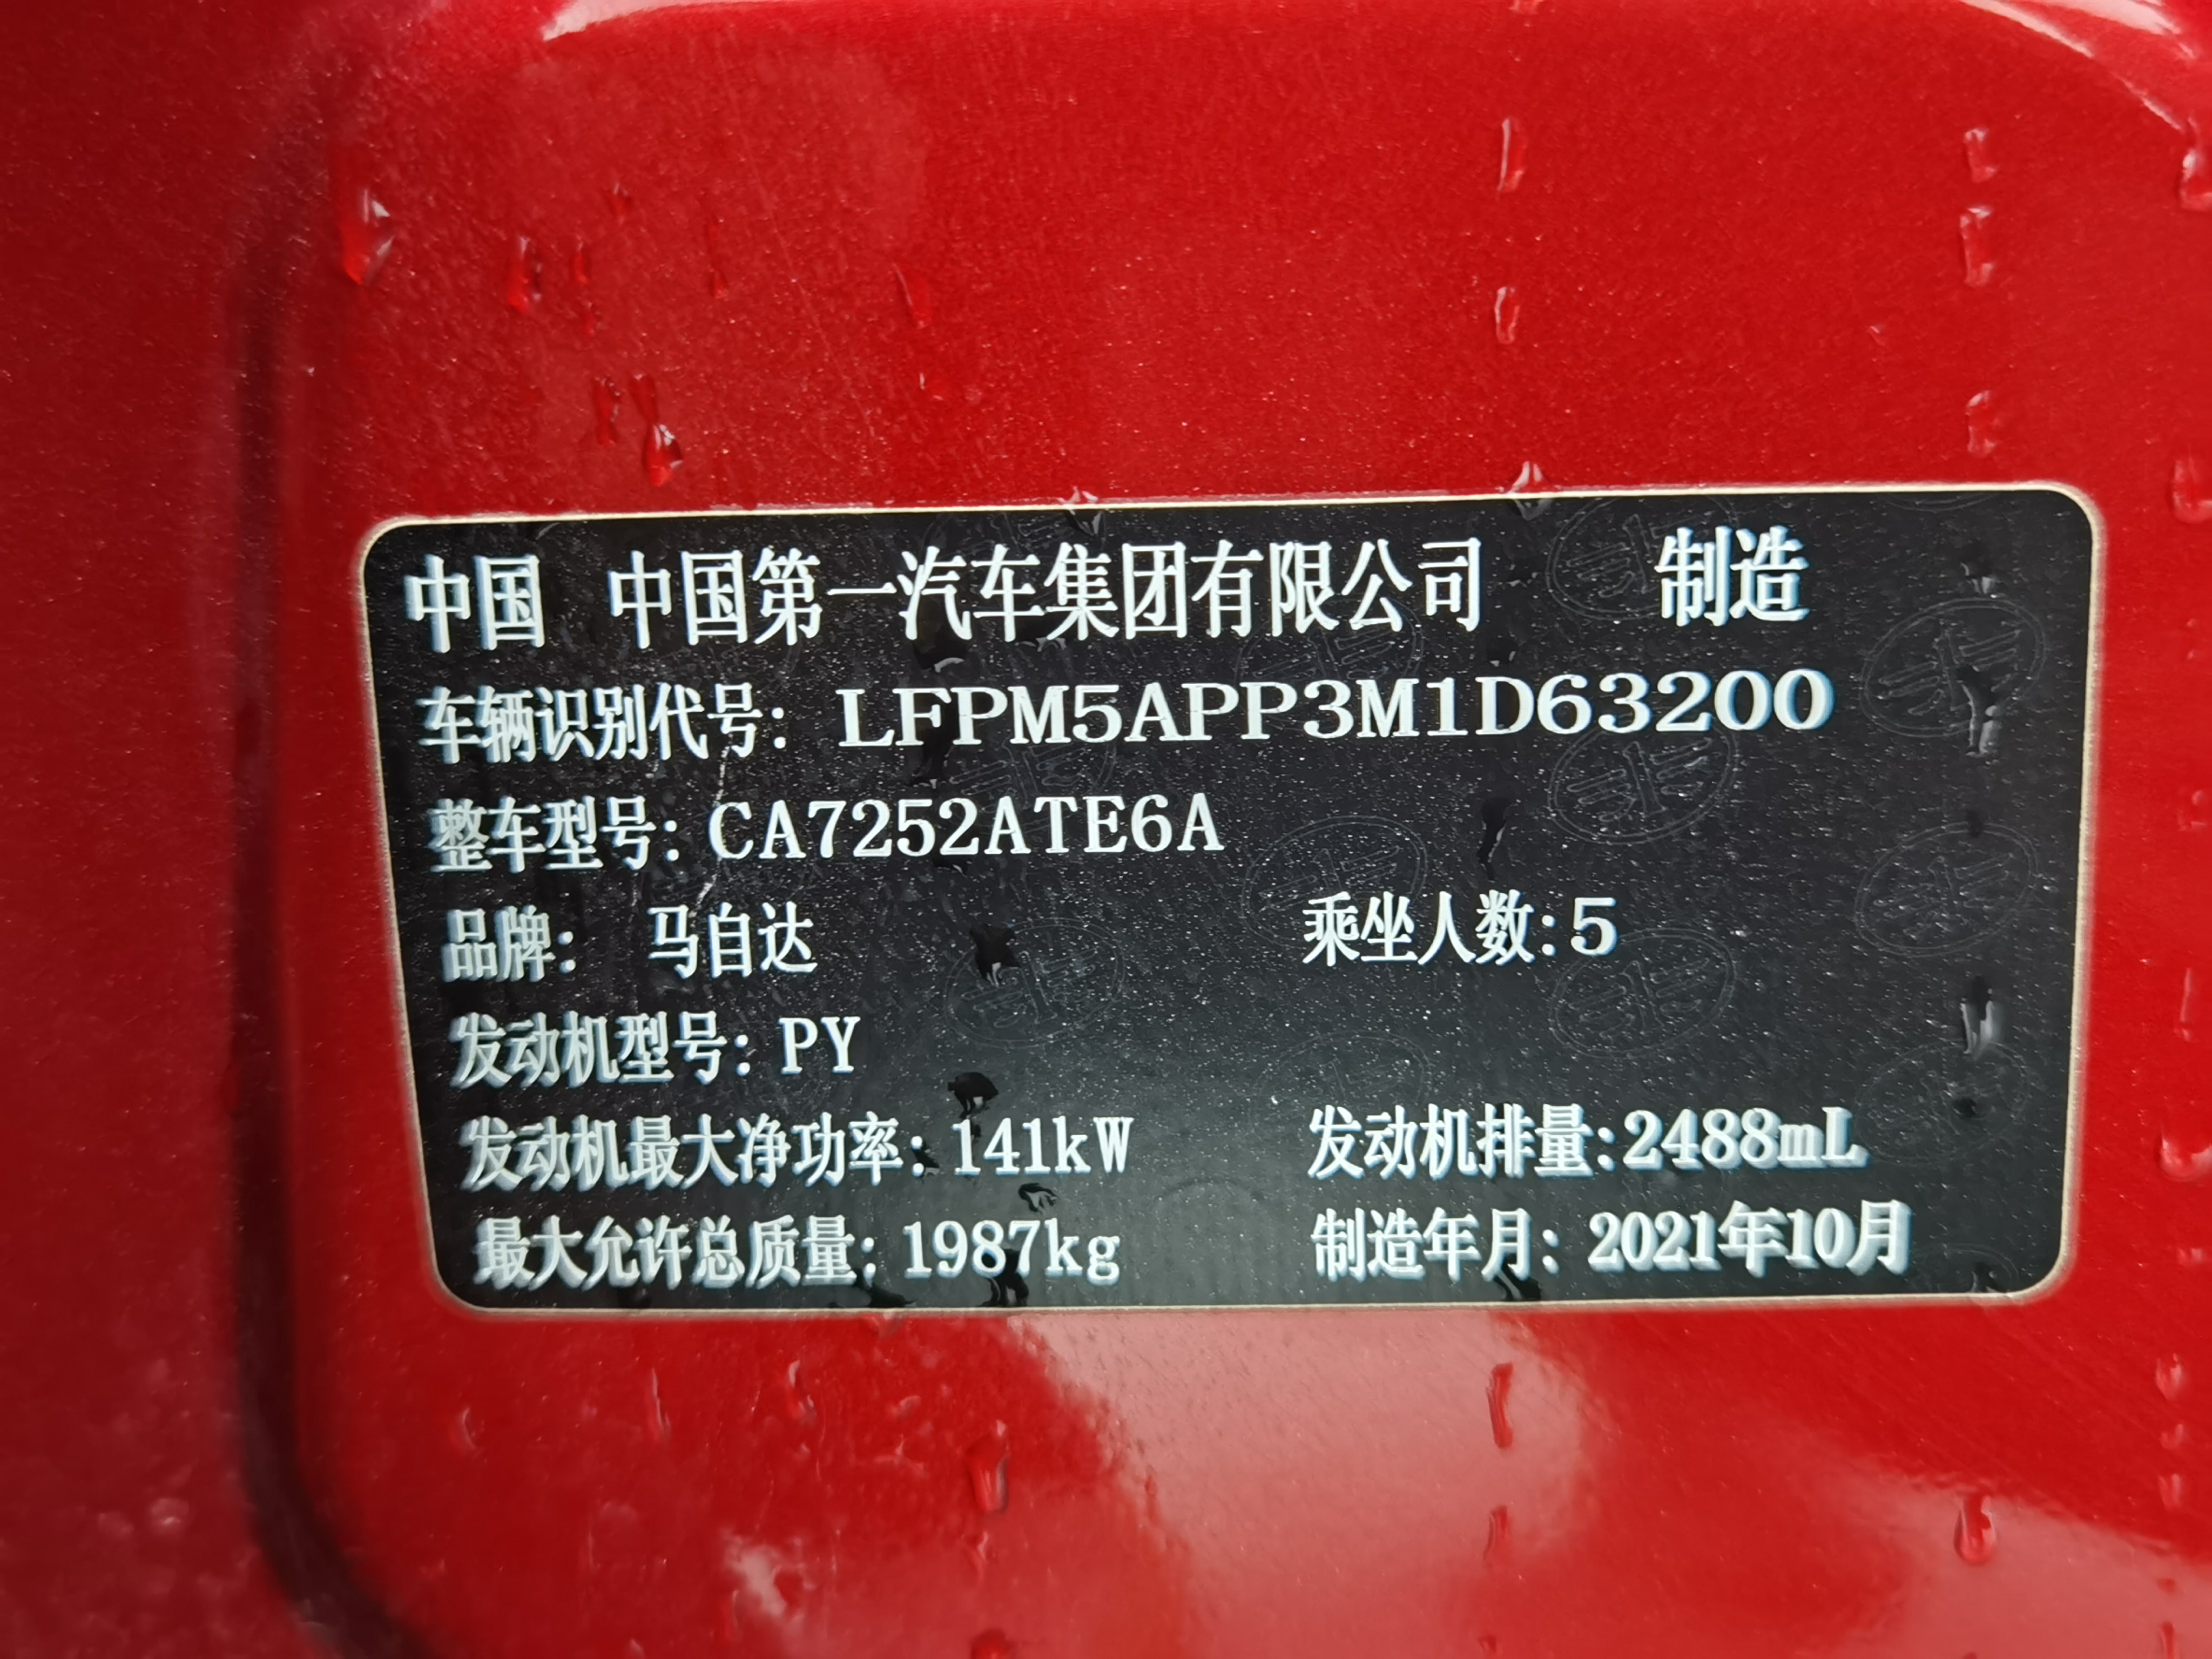 中国 中国第一汽车集团有限公司 制造
车辆识别代号: LFPM5APP3M1D63200
整车型号: CA7252ATE6A
品牌: 马自达 乘坐人数:5
发动机型号: PY
发动机最大净功率: 141kW 发动机排量:2488mL
最大允许总质量: 1987kg 制造年月: 2021年10月